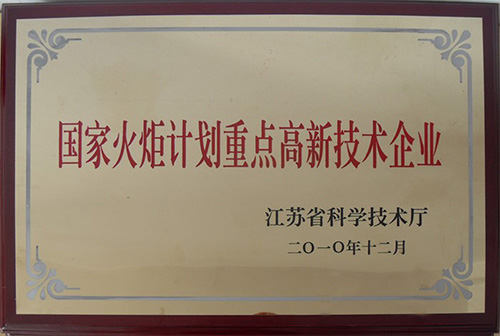 国家火炬计划重点高新技术企业
江苏省科学技术厅
二〇一〇年十二月